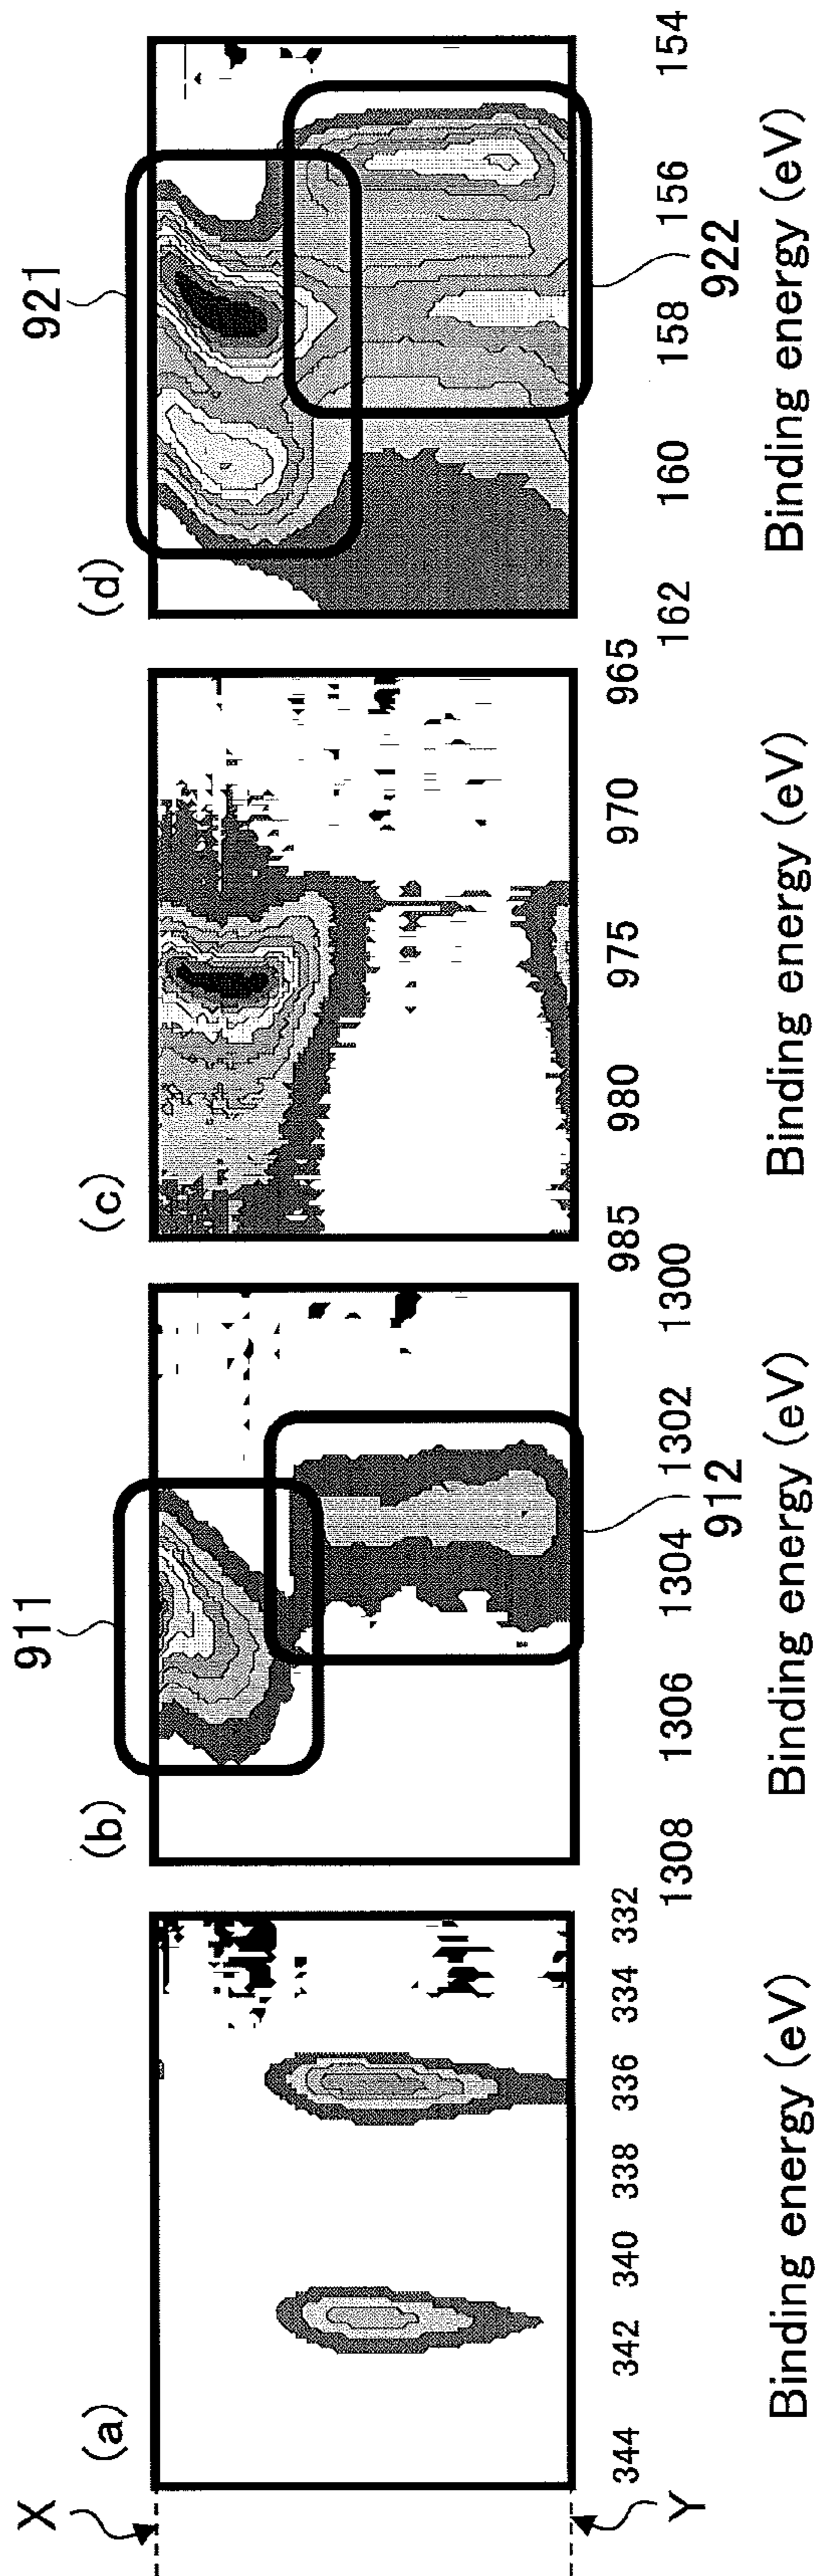 X
Y
(a)
344 342 340 338 336 334 332
Binding energy (eV)
(b)
911
912
1308 1306 1304 1302 1300
Binding energy (eV)
(c)
985 980 975 970 965
Binding energy (eV)
(d)
921
922
162 160 158 156 154
Binding energy (eV)